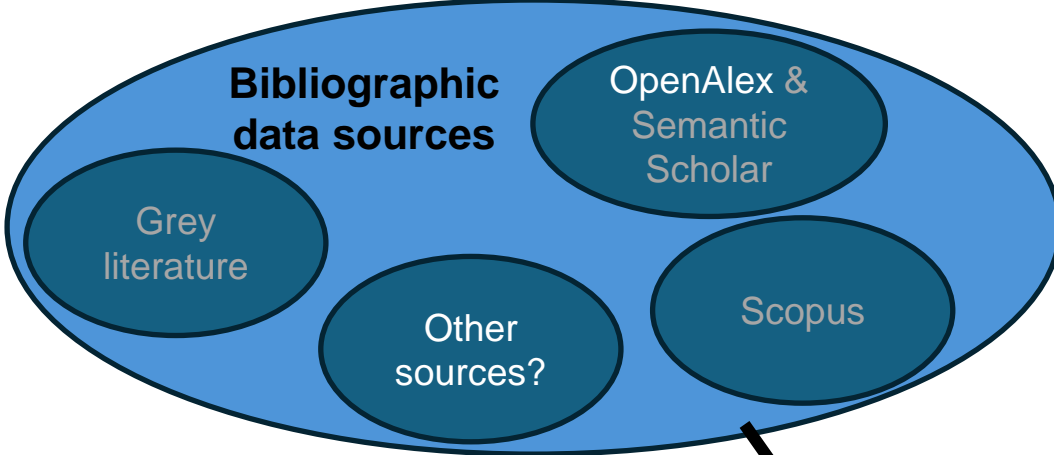 Bibliographic
data sources
OpenAlex &
Semantic
Scholar
Grey
literature
Other
sources?
Scopus